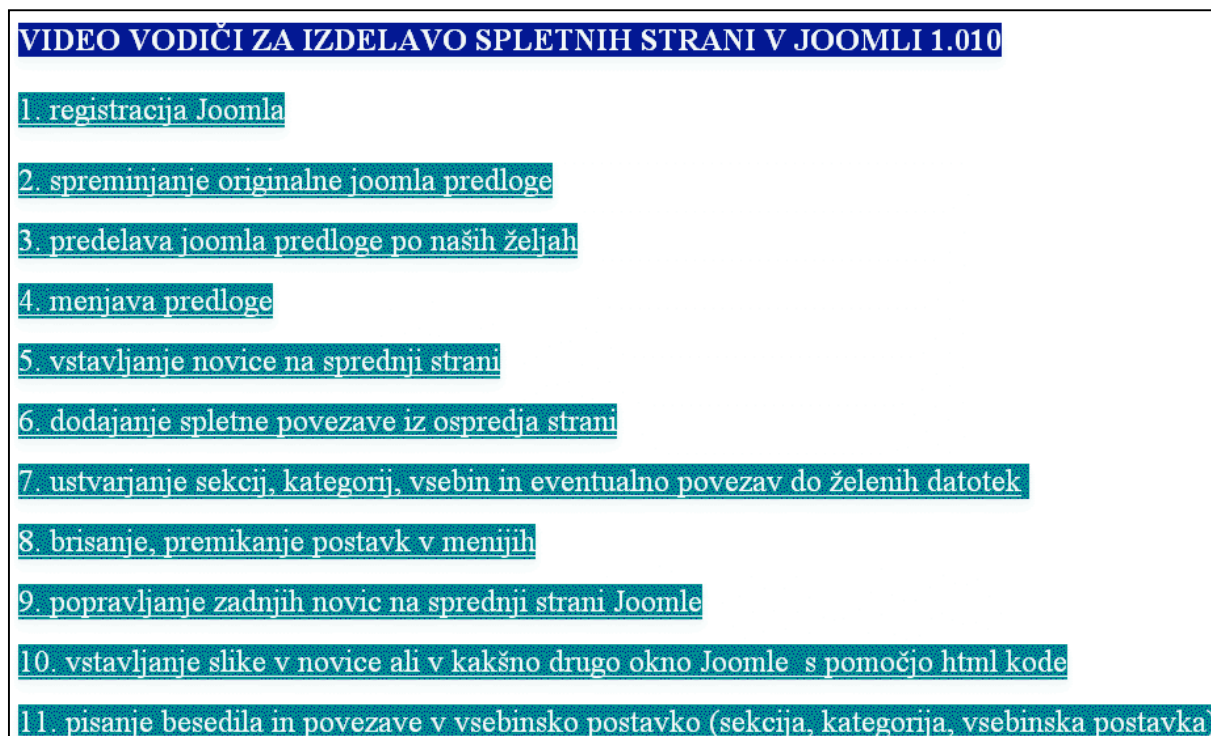 VIDEO VODIČI ZA IZDELAVO SPLETNIH STRANI V JOOMLI 1.010
1. registracija Joomla
2. spreminjanje originalne joomla predloge
3. predelava joomla predloge po naših željah
4. menjava predloge
5. vstavljanje novice na sprednji strani
6. dodajanje spletne povezave iz ospredja strani
7. ustvarjanje sekcij, kategorij, vsebin in eventualno povezav do želenih datotek
8. brisanje, premikanje postavk v menijih
9. popravljanje zadnjih novic na sprednji strani Joomle
10. vstavljanje slike v novice ali v kakšno drugo okno Joomle s pomočjo html kode
11. pisanje besedila in povezave v vsebinsko postavko (sekcija, kategorija, vsebinska postavka)